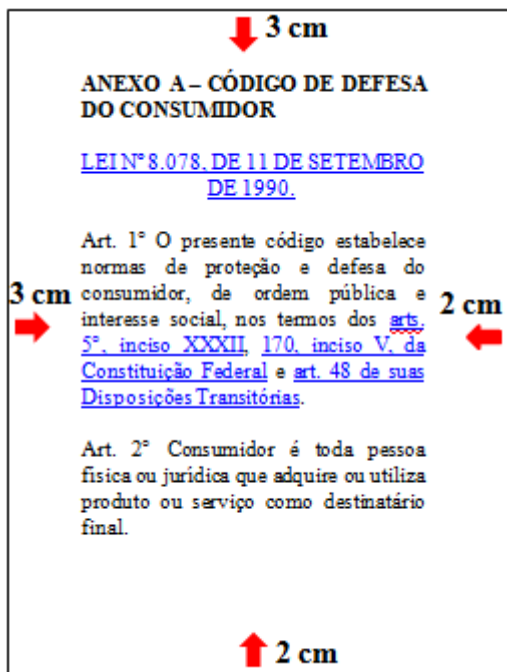 3 cm
ANEXO A – CÓDIGO DE DEFESA
DO CONSUMIDOR
LEI Nº 8.078, DE 11 DE SETEMBRO
DE 1990.
Art. 1° O presente código estabelece
normas de proteção e defesa do
3 cm consumidor, de ordem pública e
interesse social, nos termos dos arts.
2 cm
5°, inciso XXXII, 170, inciso V, da
Constituição Federal e art. 48 de suas
Disposições Transitórias.
Art. 2° Consumidor é toda pessoa
física ou jurídica que adquire ou utiliza
produto ou serviço como destinatário
final.
2 cm